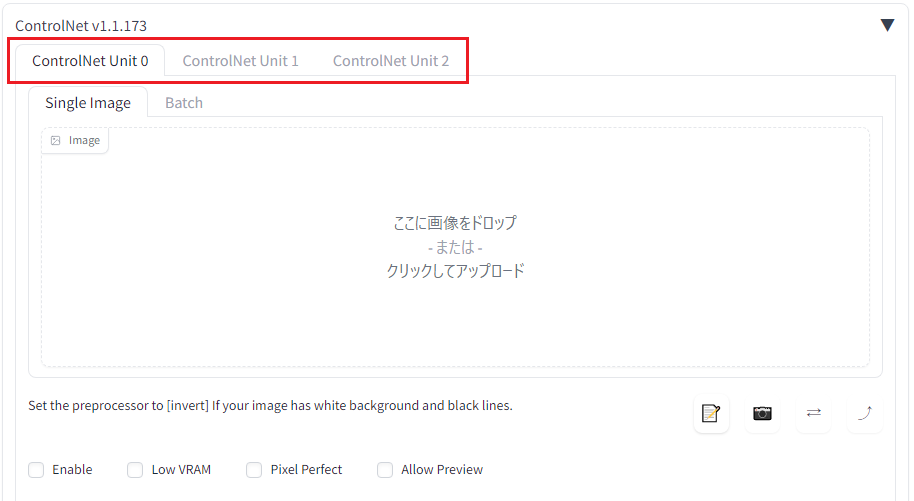 ControlNet v1.1.173
ControlNet Unit 0 ControlNet Unit 1 ControlNet Unit 2
Single Image Batch
Image
ここに画像をドロップ
- または -
クリックしてアップロード
Set the preprocessor to [invert] If your image has white background and black lines.
Enable Low VRAM Pixel Perfect Allow Preview